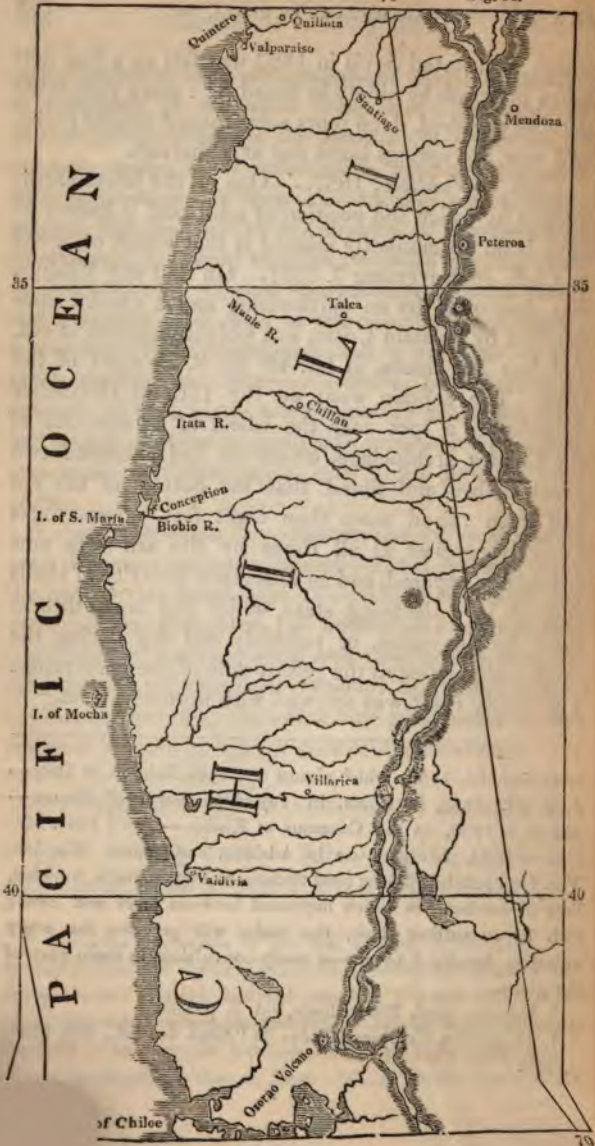 Quintero
Quillota
Valparaiso
Santiago
Mendoza
Peteroa
35
35
Maule R.
Talca
Chillan
Itata R.
I. of S. Maria
Conception
Biobio R.
I. of Mocha
Villarica
Valdivia
40
40
Osorno Volcano
of Chiloe
70
PACIFIC OCEAN
CHILI